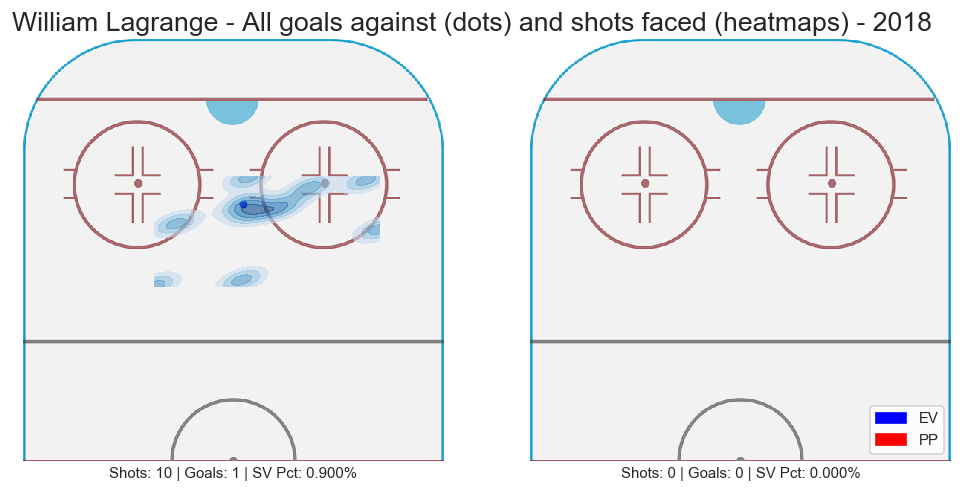 William Lagrange - All goals against (dots) and shots faced (heatmaps) - 2018
EV
PP
Shots: 10 | Goals: 1 | SV Pct: 0.900%
Shots: 0 | Goals: 0 | SV Pct: 0.000%